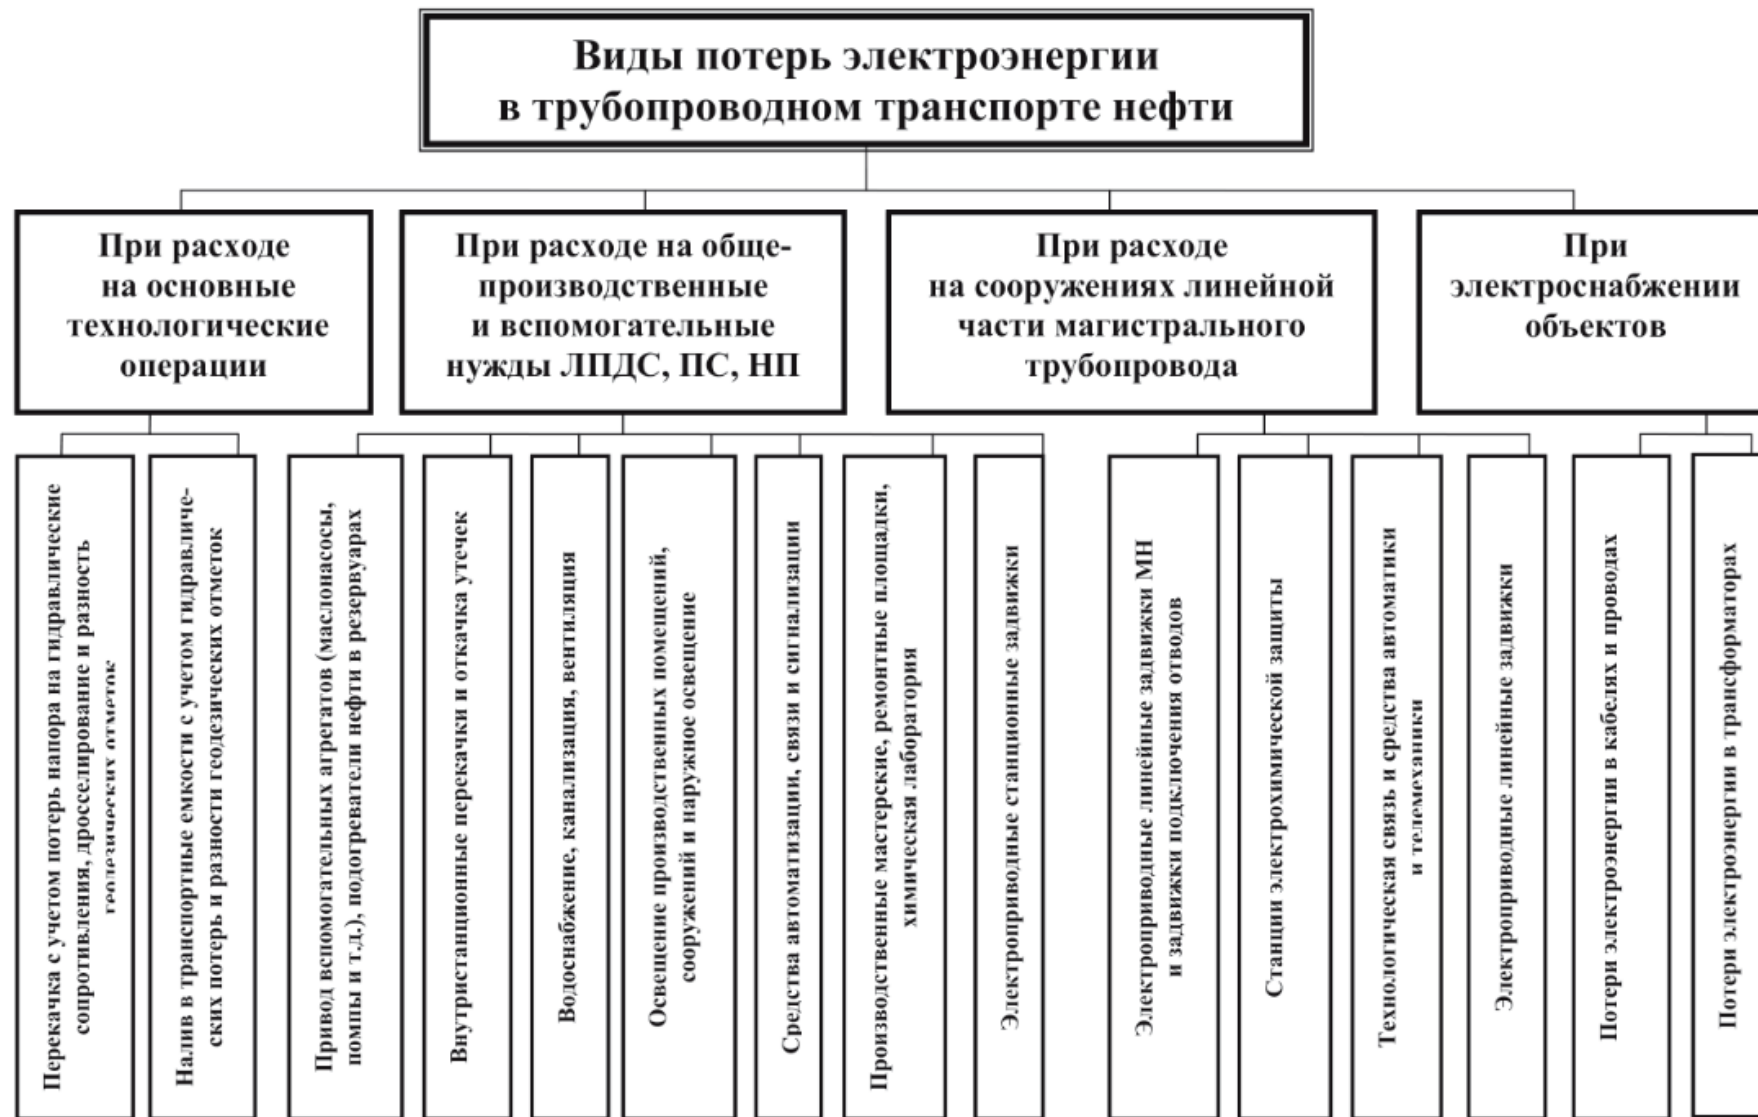 Виды потерь электроэнергии
в трубопроводном транспорте нефти
При расходе
на основные
технологические
операции
При расходе на обще-
производственные
и вспомогательные
нужды ЛПДС, ПС, НП
При расходе
на сооружениях линейной
части магистрального
трубопровода
При
электроснабжении
объектов
Перекачка с учетом потерь напора на гидравлические
сопротивления, дросселирование и разность
геодезических отметок
Налив в транспортные емкости с учетом гидравличе-
ских потерь и разности геодезических отметок
Привод вспомогательных агрегатов (маслонасосы,
помпы и т.д.), подогреватели нефти в резервуарах
Внутристанционные перекачки и откачка утечек
Водоснабжение, канализация, вентиляция
Освещение производственных помещений,
сооружений и наружное освещение
Средства автоматизации, связи и сигнализации
Производственные мастерские, ремонтные площадки,
химическая лаборатория
Электроприводные станционные задвижки
Электроприводные линейные задвижки МН
и задвижки подключения отводов
Станции электрохимической защиты
Технологическая связь и средства автоматики
и телемеханики
Электроприводные линейные задвижки
Потери электроэнергии в кабелях и проводах
Потери электроэнергии в трансформаторах